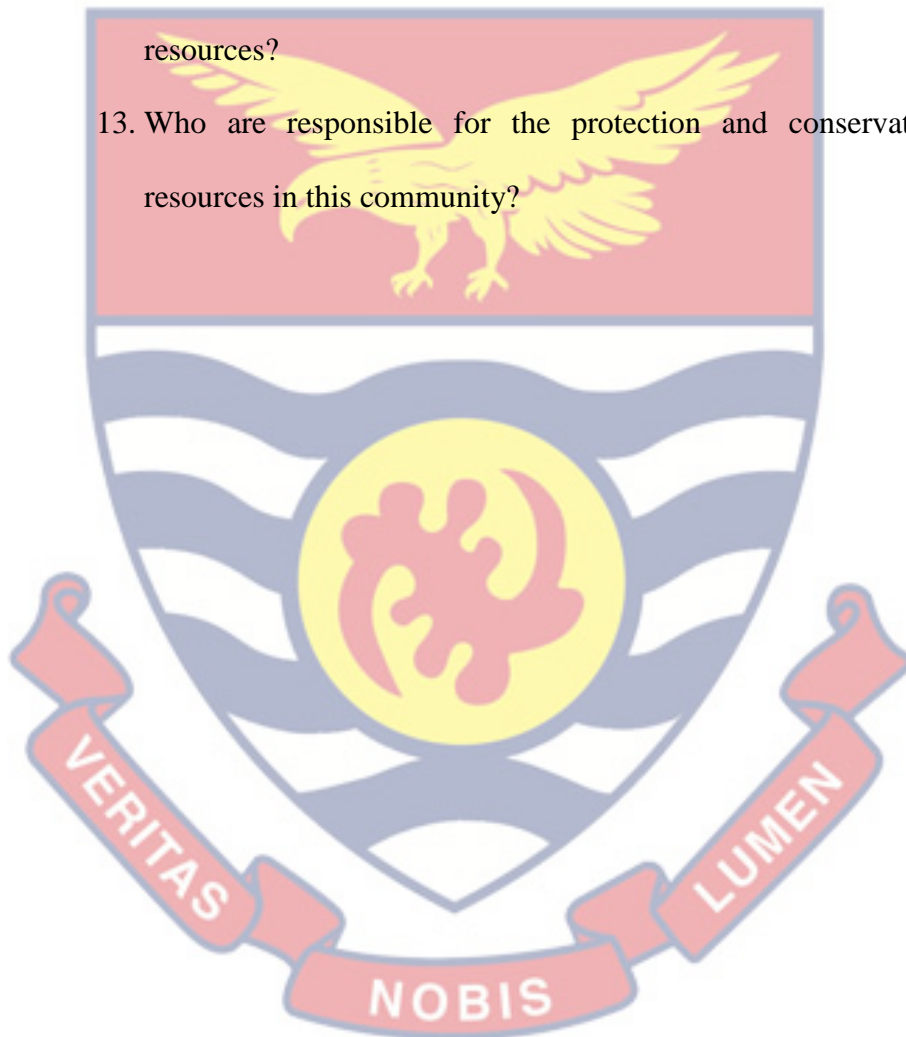 resources?
13. Who are responsible for the protection and conservat
resources in this community?
VERITAS
NOBIS
LUMEN